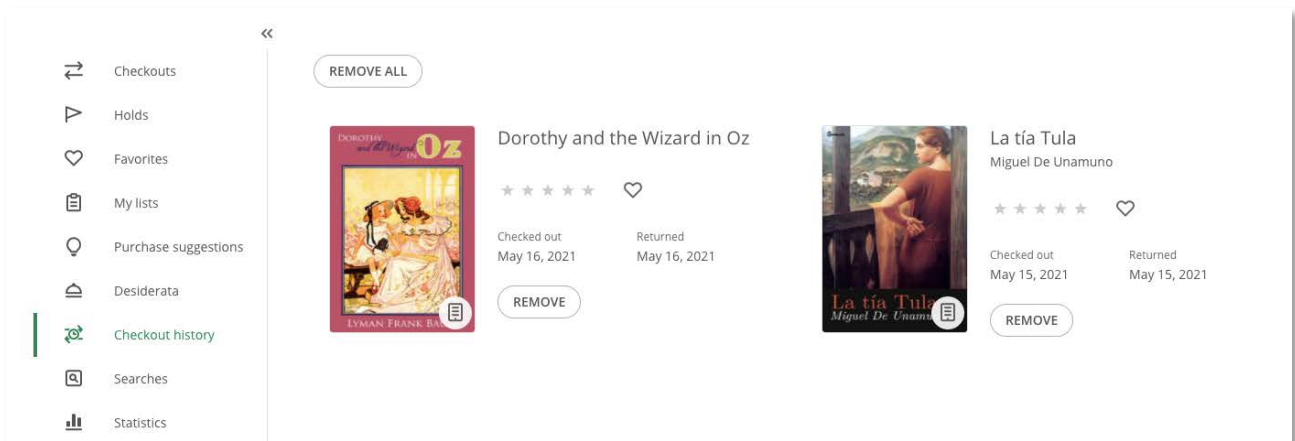 Checkouts
Holds
Favorites
My lists
Purchase suggestions
Desiderata
Checkout history
Searches
Statistics
REMOVE ALL
DOROTHY
and the Wizard
IN OZ
LYMAN FRANK
Dorothy and the Wizard in Oz
Checked out
Returned
May 16, 2021
May 16, 2021
REMOVE
La tía Tula
Miguel De
La tía Tula
Miguel De Unamuno
Checked out
Returned
May 15, 2021
May 15, 2021
REMOVE